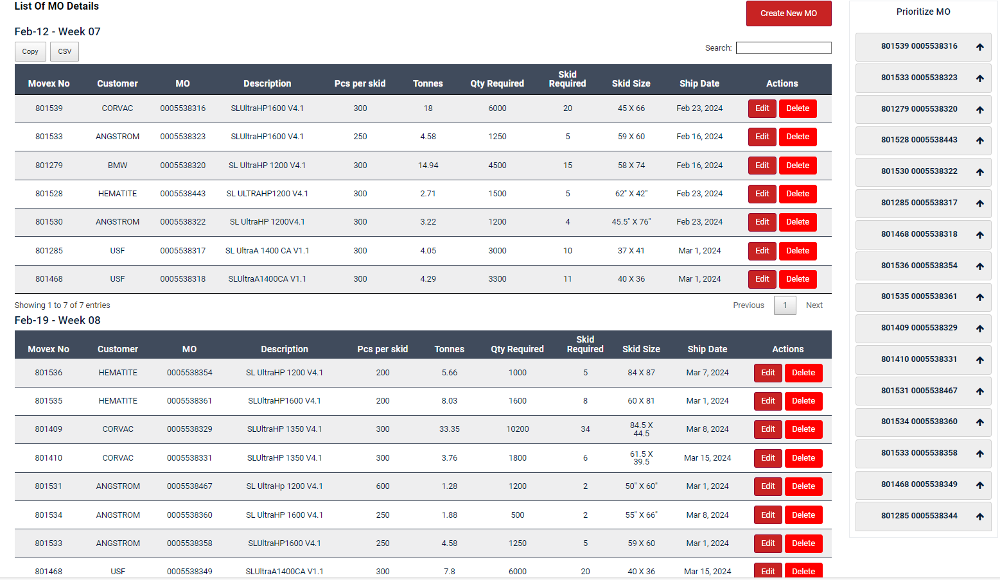 List Of MO Details
Create New MO
Feb-12 - Week 07
Copy CSV
Search:
Movex No Customer MO Description Pcs per skid Tonnes Qty Required Skid Required Skid Size Ship Date Actions
801539 CORVAC 0005538316 SLUltraHP1600 V4.1 300 18 6000 20 45 X 66 Feb 23, 2024 Edit Delete
801533 ANGSTROM 0005538323 SLUltraHP1600 V4.1 250 4.58 1250 5 59 X 60 Feb 16, 2024 Edit Delete
801279 BMW 0005538320 SL UltraHP 1200 V4.1 300 14.94 4500 15 58 X 74 Feb 16, 2024 Edit Delete
801528 HEMATITE 0005538443 SL ULTRAHP1200 V4.1 300 2.71 1500 5 62" X 42" Feb 23, 2024 Edit Delete
801530 ANGSTROM 0005538322 SL UltraHP 1200V4.1 300 3.22 1200 4 45.5" X 76" Feb 23, 2024 Edit Delete
801285 USF 0005538317 SL UltraA 1400 CA V1.1 300 4.05 3000 10 37 X 41 Mar 1, 2024 Edit Delete
801468 USF 0005538318 SLUltraA1400CA V1.1 300 4.29 3300 11 40 X 36 Mar 1, 2024 Edit Delete
Showing 1 to 7 of 7 entries
Previous 1 Next
Feb-19 - Week 08
Movex No Customer MO Description Pcs per skid Tonnes Qty Required Skid Required Skid Size Ship Date Actions
801536 HEMATITE 0005538354 SL UltraHP 1200 V4.1 200 5.66 1000 5 84 X 87 Mar 7, 2024 Edit Delete
801535 HEMATITE 0005538361 SLUltraHP1600 V4.1 200 8.03 1600 8 60 X 81 Mar 1, 2024 Edit Delete
801409 CORVAC 0005538329 SLUltraHP 1350 V4.1 300 33.35 10200 34 84.5 X 44.5 Mar 8, 2024 Edit Delete
801410 CORVAC 0005538331 SLUltraHP 1350 V4.1 300 3.76 1800 6 61.5 X 39.5 Mar 15, 2024 Edit Delete
801531 ANGSTROM 0005538467 SL UltraHp 1200 V4.1 600 1.28 1200 2 50" X 60" Mar 1, 2024 Edit Delete
801534 ANGSTROM 0005538360 SL UltraHP 1600 V4.1 250 1.88 500 2 55" X 66" Mar 8, 2024 Edit Delete
801533 ANGSTROM 0005538358 SLUltraHP1600 V4.1 250 4.58 1250 5 59 X 60 Mar 1, 2024 Edit Delete
801468 USF 0005538349 SLUltraA1400CA V1.1 300 7.8 6000 20 40 X 36 Mar 15, 2024 Edit Delete
Prioritize MO
801539 0005538316
801533 0005538323
801279 0005538320
801528 0005538443
801530 0005538322
801285 0005538317
801468 0005538318
801536 0005538354
801535 0005538361
801409 0005538329
801410 0005538331
801531 0005538467
801534 0005538360
801533 0005538358
801468 0005538349
801285 0005538344